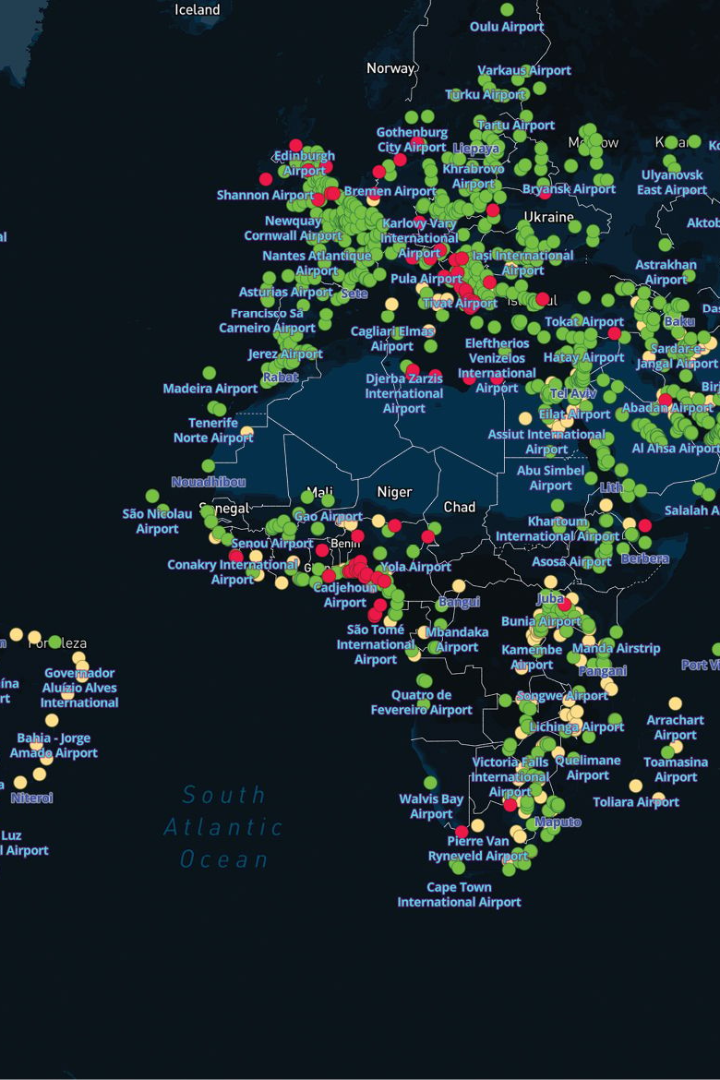 Iceland
Oulu Airport
Norway
Varkaus Airport
Turku Airport
Tartu Airport
Gothenburg
City Airport
Liepaya
Edinburgh
Airport
Khrabrovo
Airport
Ulyanovsk
East Airport
Shannon Airport
Bremen Airport
Bryansk Airport
Newquay
Cornwall Airport
Karlovy Vary
International
Airport
Ukraine
Nantes Atlantique
Airport
Iasi International
Airport
Pula Airport
Astrakhan
Airport
Asturias Airport
Sete
Tivat Airport
Francisco Sa
Carneiro Airport
Cagliari Elmas
Airport
Tokat Airport
Baku
Jerez Airport
Eleftherios
Venizelos
International
Airport
Hatay Airport
Sardar-e-
Jangal Airport
Rabat
Madeira Airport
Djerba Zarzis
International
Airport
Tel Aviv
Abadan Airport
Tenerife
Norte Airport
Eilat Airport
Assiut International
Airport
Al Ahsa Airport
Abu Simbel
Airport
Nouadhibou
Lith
Mali
Niger
Chad
São Nicolau
Airport
Senegal
Gao Airport
Khartoum
International Airport
Senou Airport
Benin
Berbera
Conakry International
Airport
Yola Airport
Asosa Airport
Cadjehoun
Airport
Bangui
Juba
Bunia Airport
São Tomé
International
Airport
Mbandaka
Airport
Kamembe
Airport
Manda Airstrip
Pangani
Fortaleza
Governador
Aluízio Alves
International
Quatro de
Fevereiro Airport
Songwe Airport
Lichinga Airport
Arrachart
Airport
Bahia - Jorge
Amado Airport
Victoria Falls
International
Airport
Quelimane
Airport
Toamasina
Airport
Niteroi
South
Atlantic
Ocean
Walvis Bay
Airport
Toliara Airport
Maputo
Pierre Van
Ryneveld Airport
Cape Town
International Airport